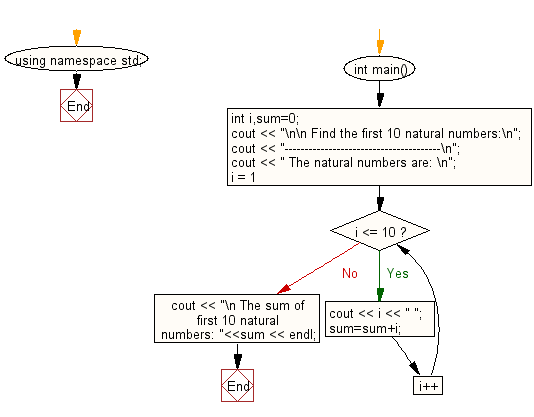 using namespace std;
End
int main()
int i,sum=0;
cout << "\n\n Find the first 10 natural numbers:\n";
cout << "---------------------------------------\n";
cout << " The natural numbers are: \n";
i = 1
i <= 10 ?
No
Yes
cout << "\n The sum of
first 10 natural
numbers: "<<sum << endl;
cout << i << " ";
sum=sum+i;
i++
End